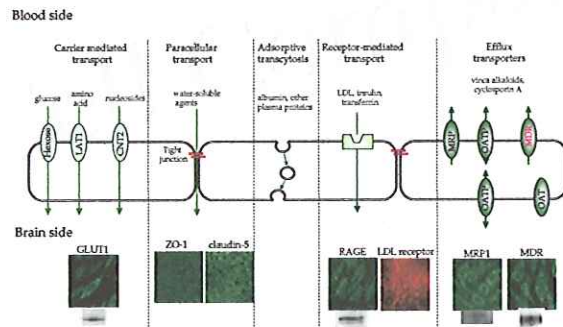 Blood side
Carrier mediated
transport
Paracellular
transport
Adsorptive
transcytosis
Receptor-mediated
transport
Efflux
transporters
glucose
amino
acid
nucleosides
water-soluble
agents
albumin, other
plasma proteins
LDL, insulin,
transferrin
vinca alkaloids,
cyclosporin A
Hexose
LAT1
CNT2
Tight
junction
MRP
OATP
MDR
OATP
OAT
Brain side
GLUT1
ZO-1
claudin-5
RAGE
LDL receptor
MRP1
MDR